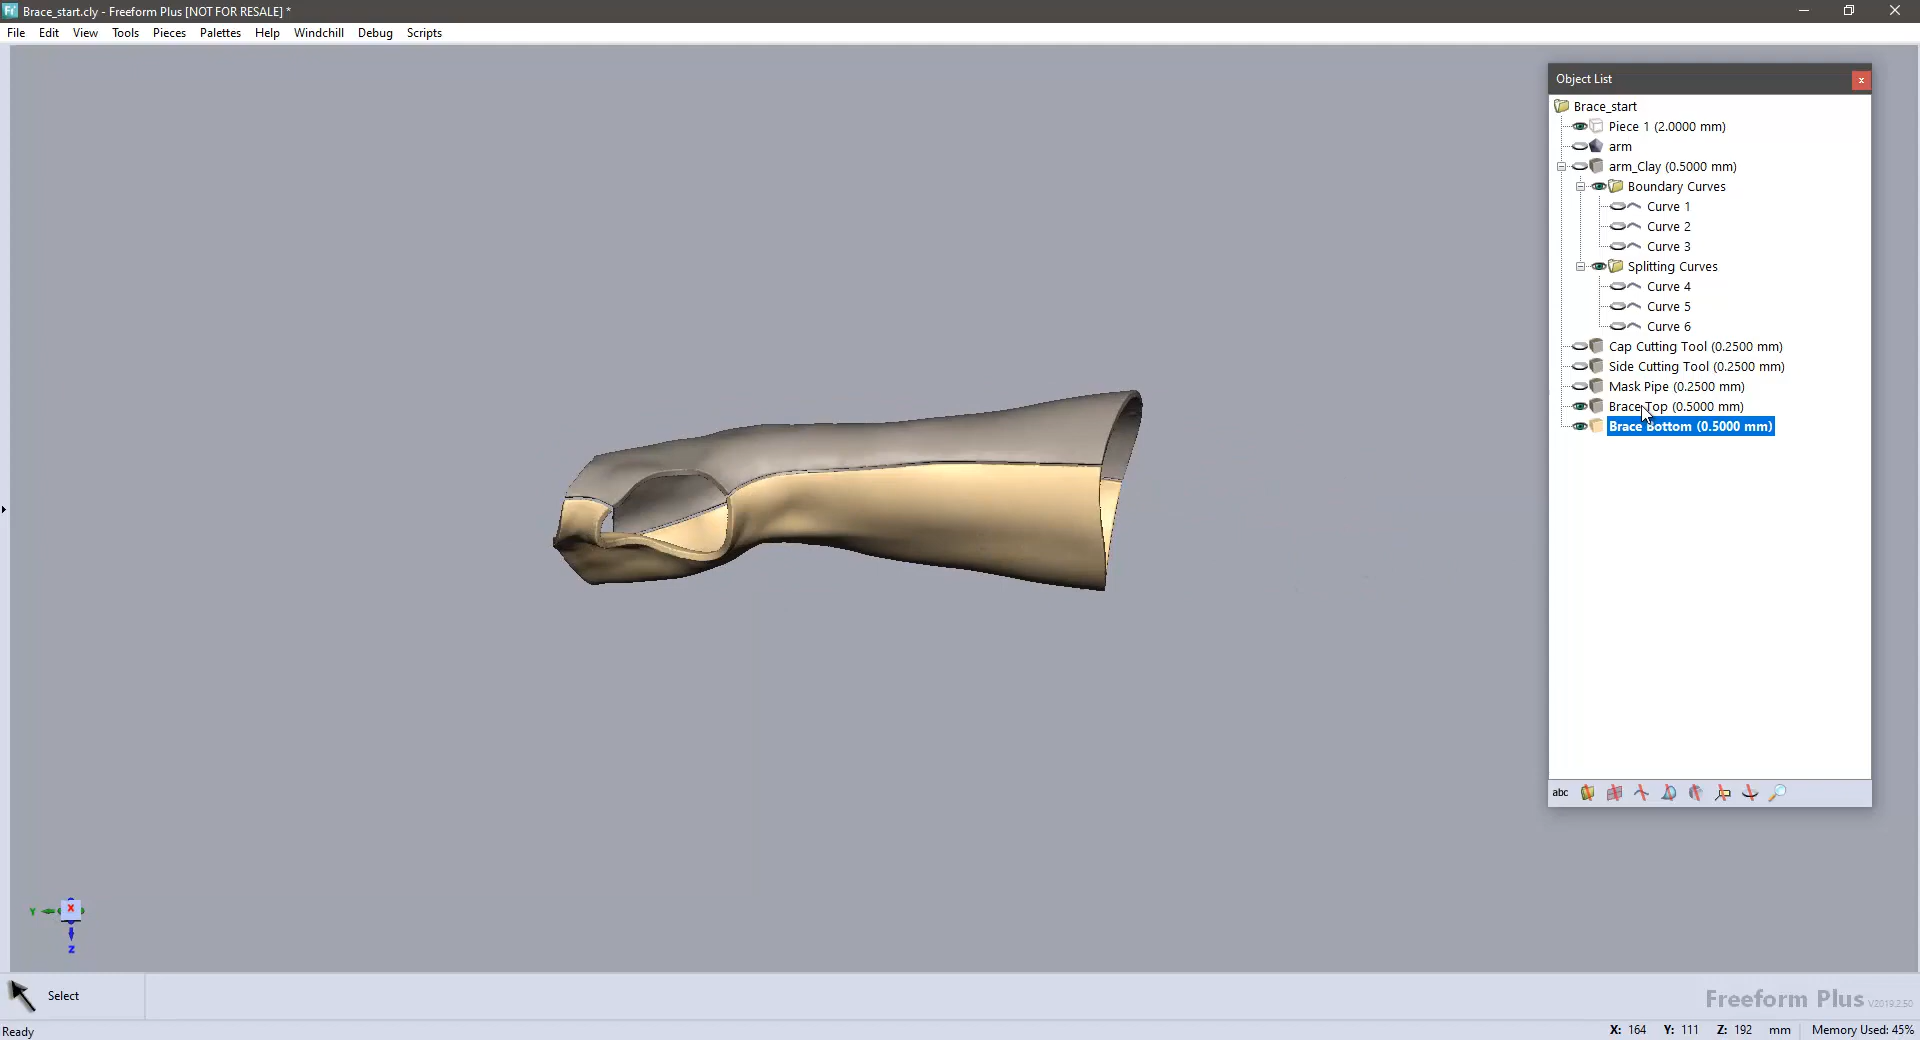 Brace_start.cly - Freeform Plus [NOT FOR RESALE] *
File Edit View Tools Pieces Palettes Help Windchill Debug Scripts
Object List
Brace_start
Piece 1 (2.0000 mm)
arm
arm_Clay (0.5000 mm)
Boundary Curves
Curve 1
Curve 2
Curve 3
Splitting Curves
Curve 4
Curve 5
Curve 6
Cap Cutting Tool (0.2500 mm)
Side Cutting Tool (0.2500 mm)
Mask Pipe (0.2500 mm)
Brace Top (0.5000 mm)
Brace Bottom (0.5000 mm)
abc
X
Y
Z
Select
Freeform Plus V2019.2.50
Ready
X: 164 Y: 111 Z: 192 mm Memory Used: 45%